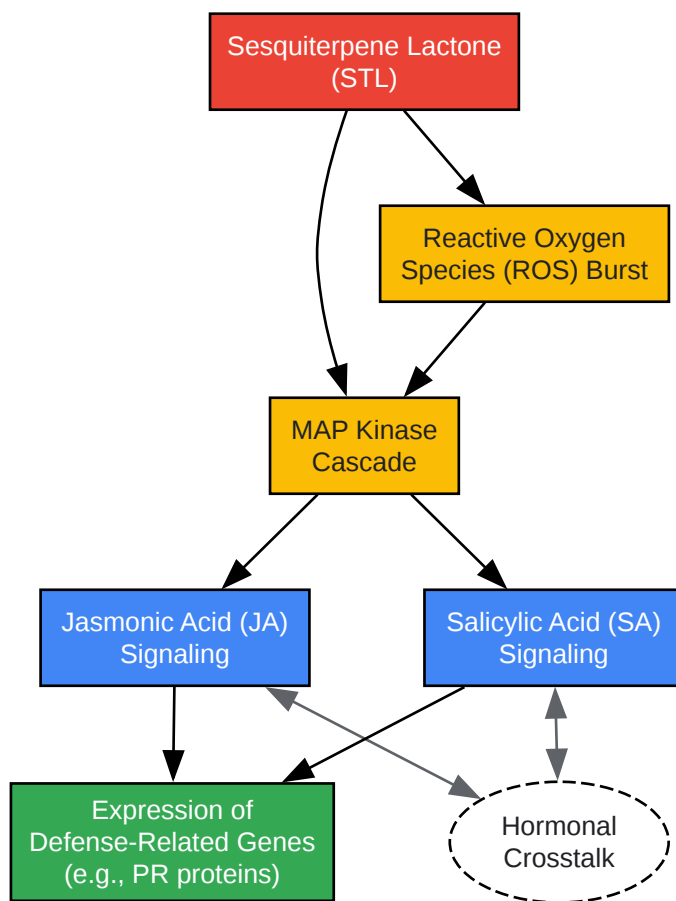 Sesquiterpene Lactone
(STL)
Reactive Oxygen
Species (ROS) Burst
MAP Kinase
Cascade
Jasmonic Acid (JA)
Signaling
Salicylic Acid (SA)
Signaling
Expression of
Defense-Related Genes
(e.g., PR proteins)
Hormonal
Crosstalk